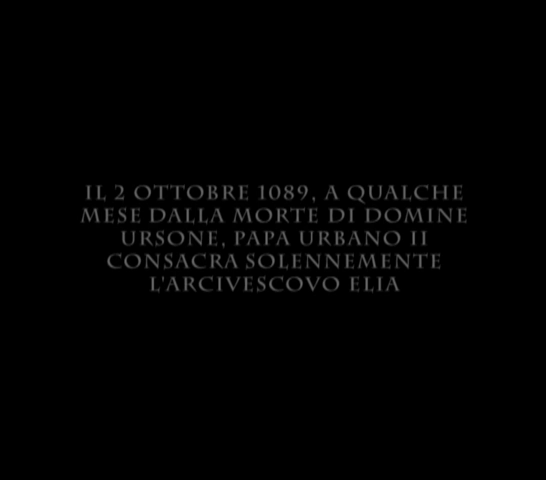 IL 2 OTTOBRE 1089, A QUALCHE
MESE DALLA MORTE DI DOMINE
URSONE, PAPA URBANO II
CONSACRA SOLENNEMENTE
L'ARCIVESCOVO ELIA